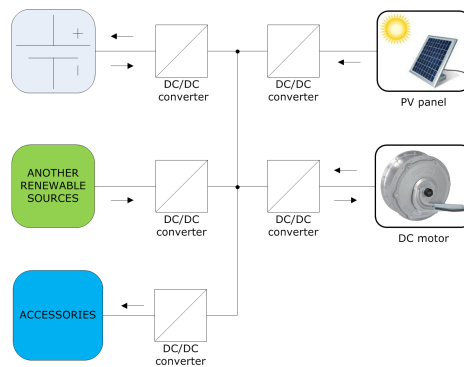 +
DC/DC
converter
DC/DC
converter
PV panel
ANOTHER
RENEWABLE
SOURCES
DC/DC
converter
DC/DC
converter
DC motor
ACCESSORIES
DC/DC
converter